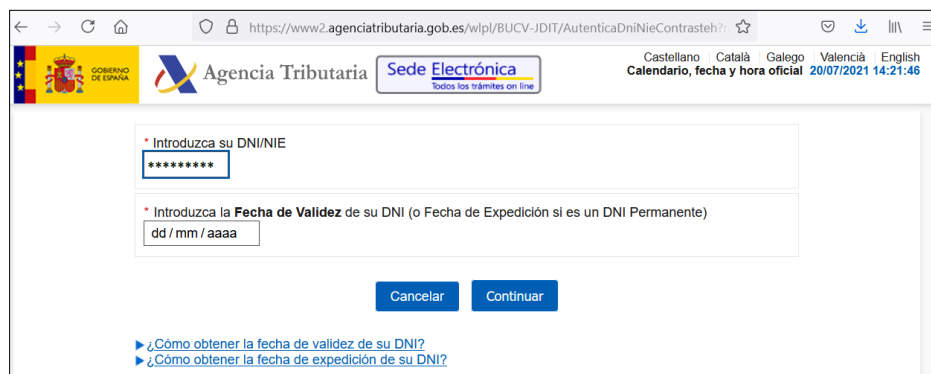 https://www2.agenciatributaria.gob.es/wlpl/BUCV-JDIT/AutenticaDniNieContrasteh?
GOBIERNO
DE ESPAÑA
Agencia Tributaria
Sede Electrónica
Todos los trámites on line
Castellano Català Galego Valencià English
Calendario, fecha y hora oficial 20/07/2021 14:21:46
* Introduzca su DNI/NIE
*********
* Introduzca la Fecha de Validez de su DNI (o Fecha de Expedición si es un DNI Permanente)
dd / mm / aaaa
Cancelar Continuar
¿Cómo obtener la fecha de validez de su DNI?
¿Cómo obtener la fecha de expedición de su DNI?